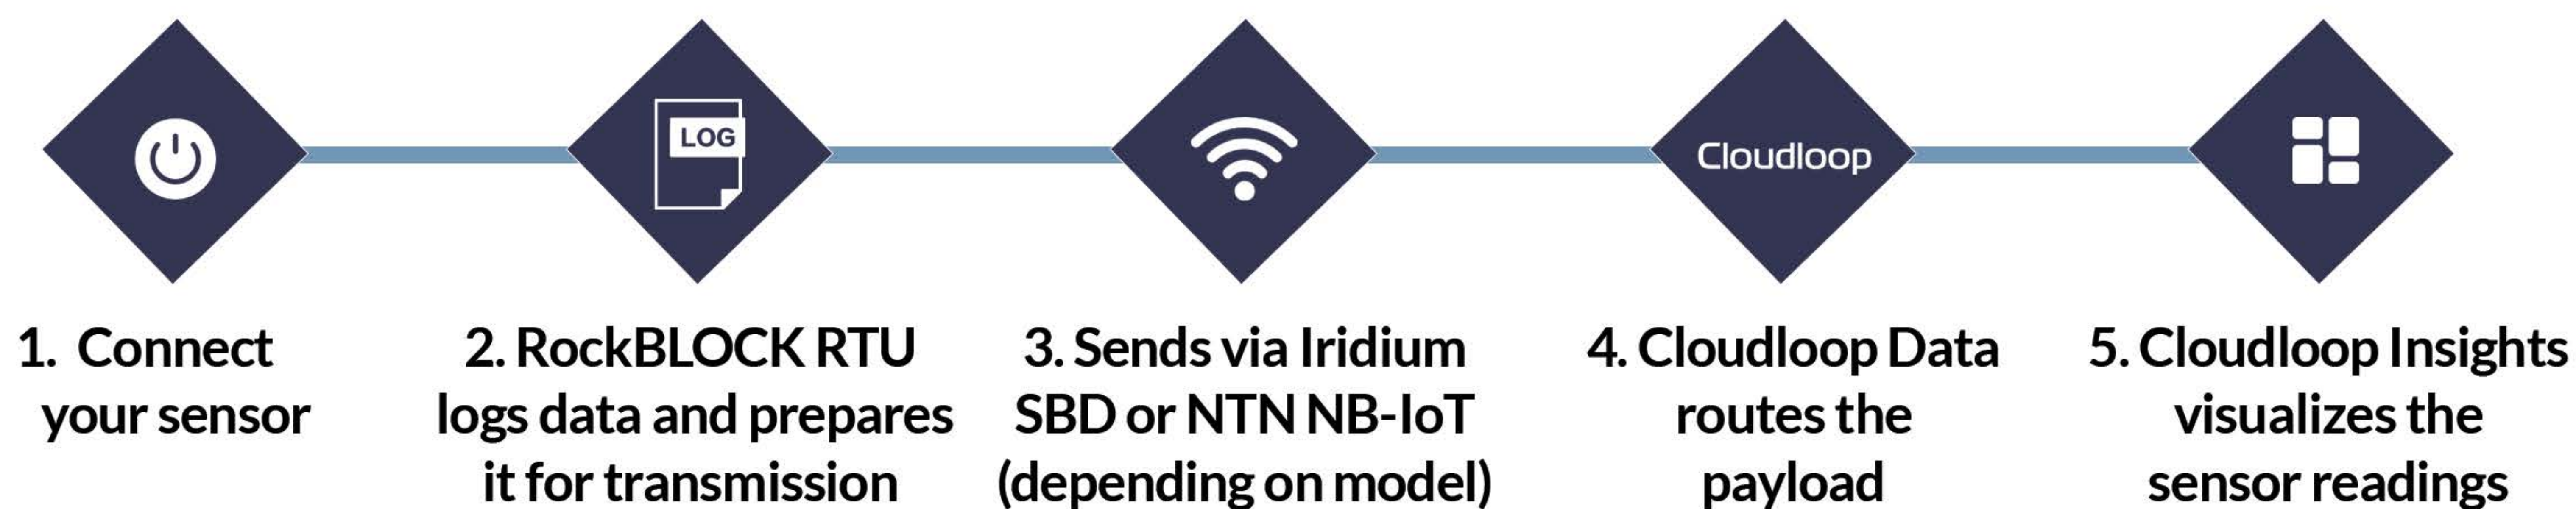 LOG
Cloudloop
1. Connect
your sensor
2. RockBLOCK RTU
logs data and prepares
it for transmission
3. Sends via Iridium
SBD or NTN NB-IoT
(depending on model)
4. Cloudloop Data
routes the
payload
5. Cloudloop Insights
visualizes the
sensor readings